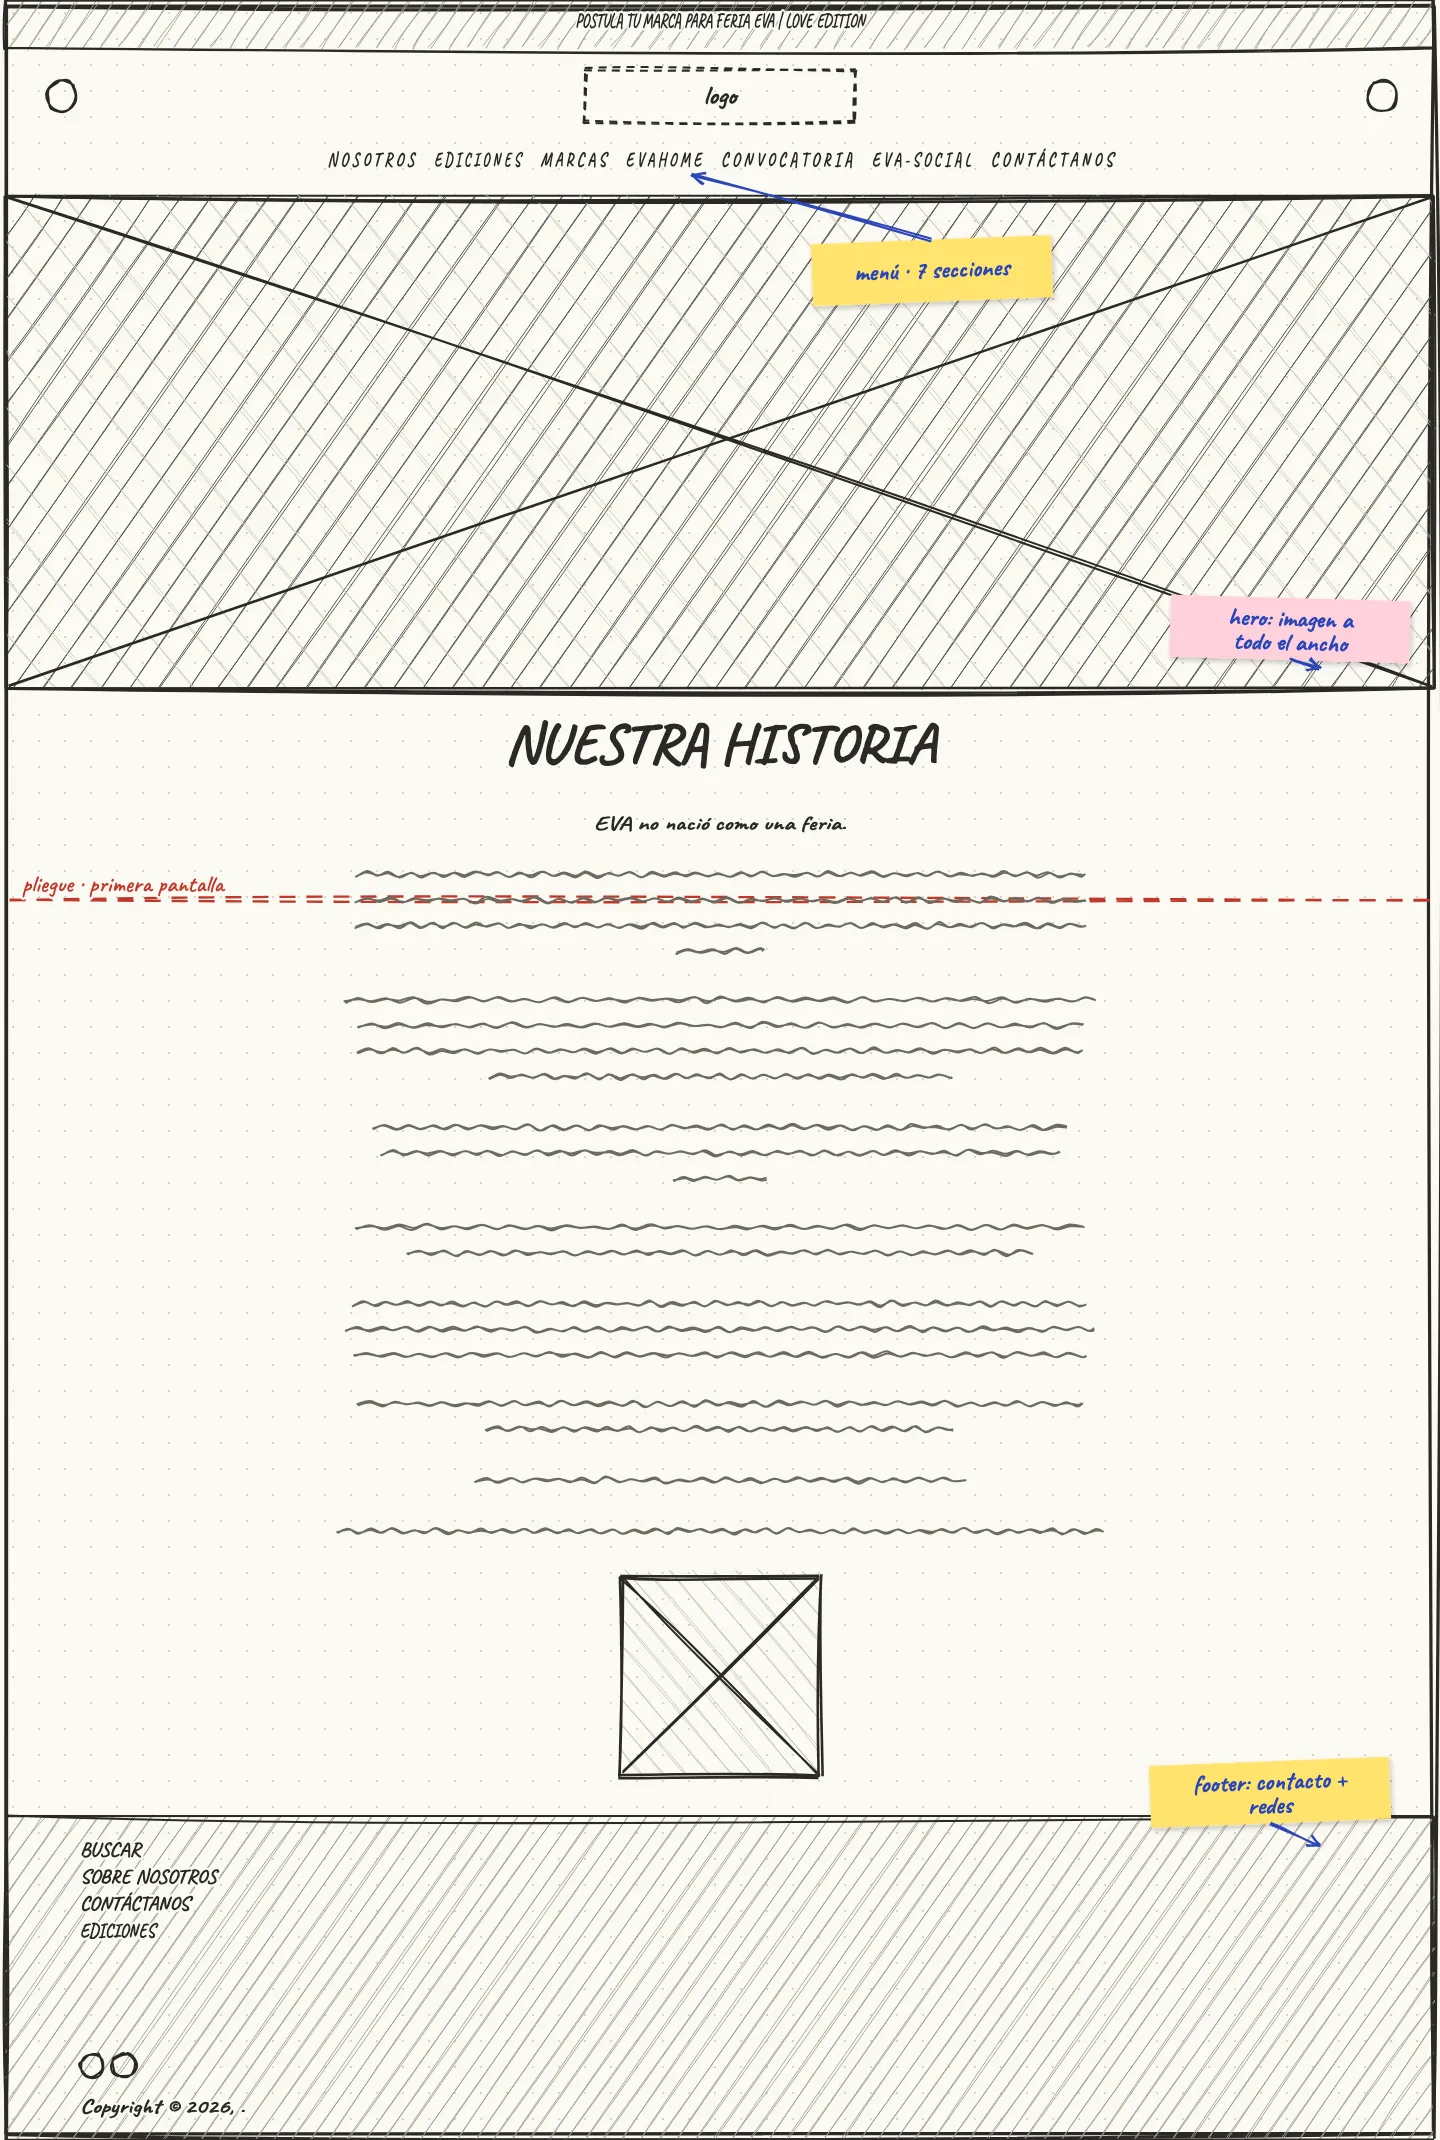 POSTULA TU MARCA PARA FERIA EVA | LOVE EDITION
logo
NOSOTROS EDICIONES MARCAS EVAHOME CONVOCATORIA EVA-SOCIAL CONTÁCTANOS
menú · 7 secciones
hero: imagen a
todo el ancho
NUESTRA HISTORIA
EVA no nació como una feria.
pliegue · primera pantalla
footer: contacto +
redes
BUSCAR
SOBRE NOSOTROS
CONTÁCTANOS
EDICIONES
Copyright © 2026, .